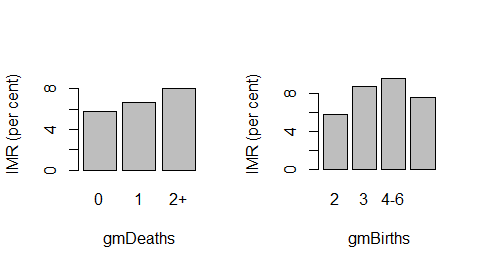 IMR (per cent)
8
4
0
0 1 2+
gmDeaths
IMR (per cent)
8
4
0
2 3 4-6
gmBirths